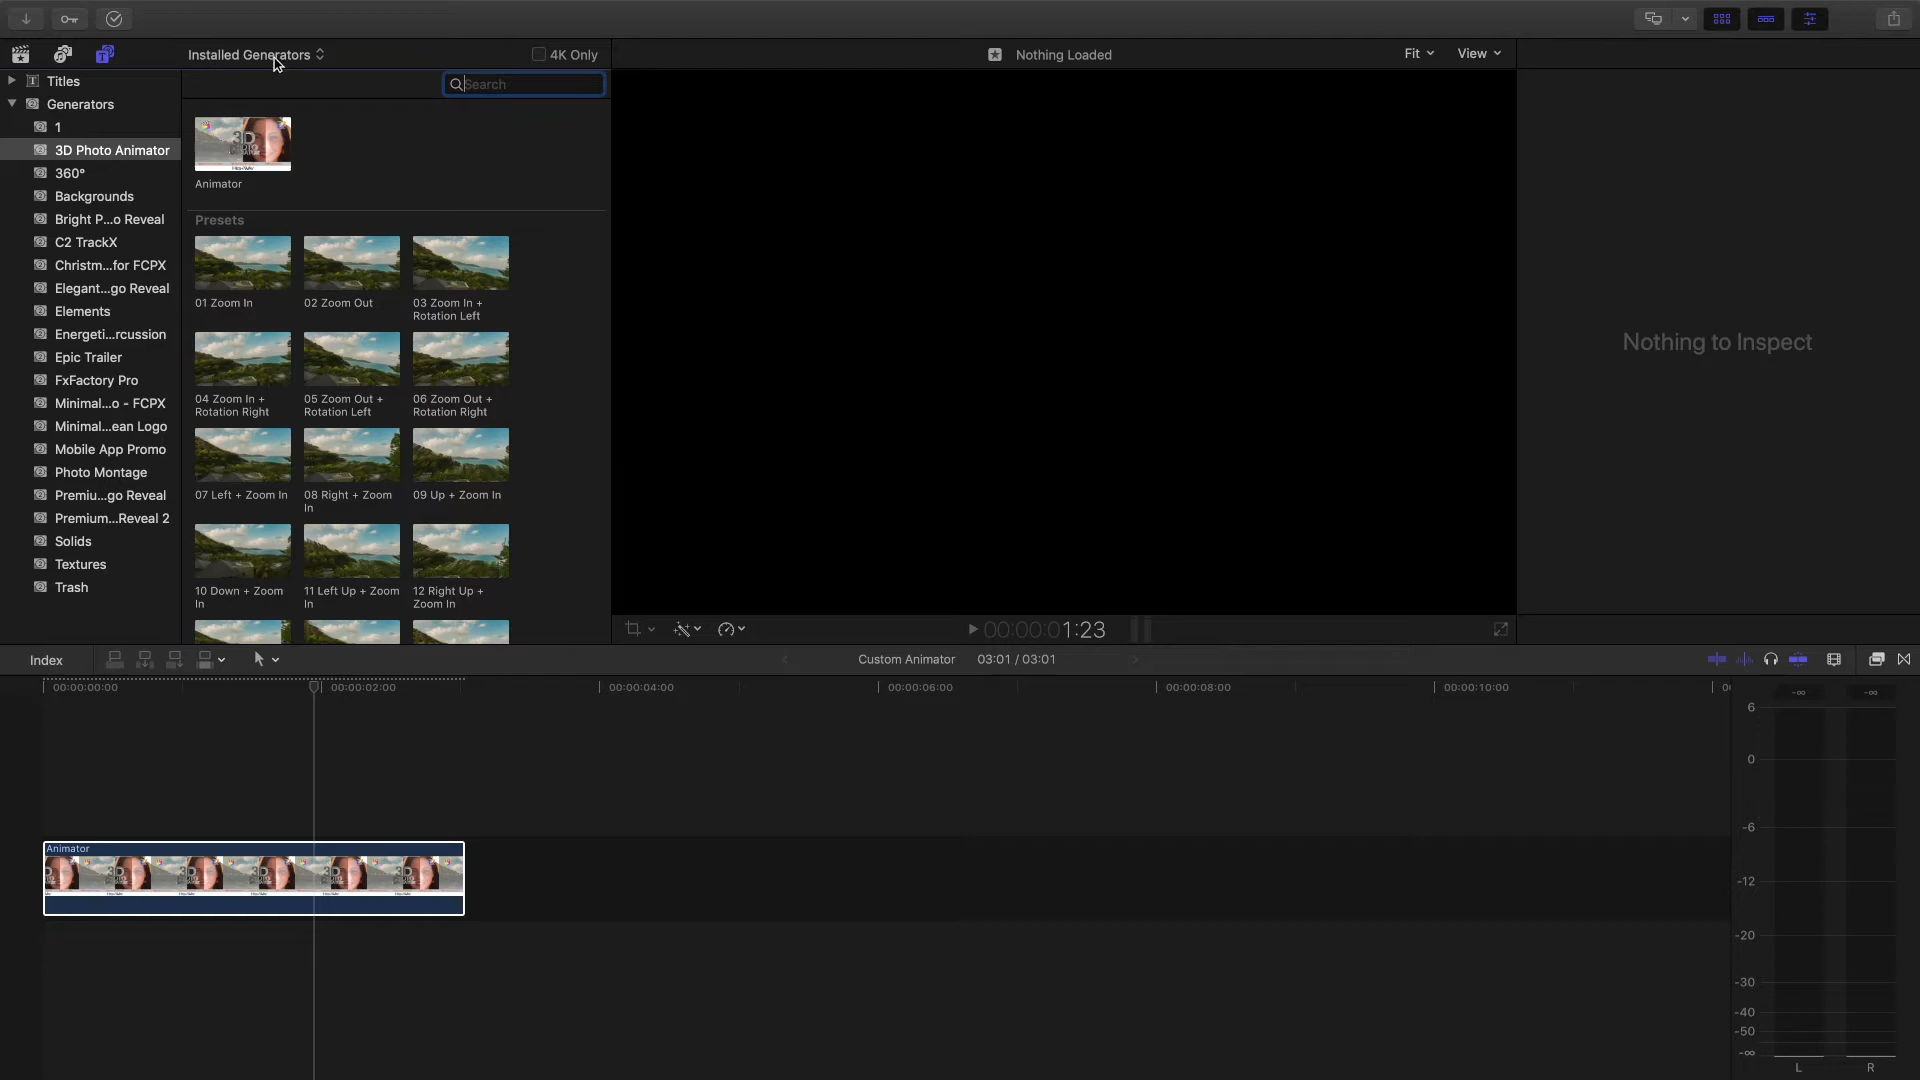 Installed Generators
4K Only
Nothing Loaded
Fit
View
Titles
Search
Generators
1
3D Photo Animator
360°
Backgrounds
Bright P...o Reveal
C2 TrackX
Christm...for FCPX
Elegant...go Reveal
Elements
Energeti...rcussion
Epic Trailer
FxFactory Pro
Minimal...o - FCPX
Minimal...ean Logo
Mobile App Promo
Photo Montage
Premiu...go Reveal
Premium...Reveal 2
Solids
Textures
Trash
Animator
Presets
01 Zoom In
02 Zoom Out
03 Zoom In +
Rotation Left
04 Zoom In +
Rotation Right
05 Zoom Out +
Rotation Left
06 Zoom Out +
Rotation Right
07 Left + Zoom In
08 Right + Zoom
In
09 Up + Zoom In
10 Down + Zoom
In
11 Left Up + Zoom
In
12 Right Up +
Zoom In
Nothing to Inspect
00:00:01:23
Index
Custom Animator
03:01 / 03:01
00:00:00:00
00:00:02:00
00:00:04:00
00:00:06:00
00:00:08:00
00:00:10:00
Animator
-∞
-∞
6
0
-6
-12
-20
-30
-40
-50
-∞
L
R